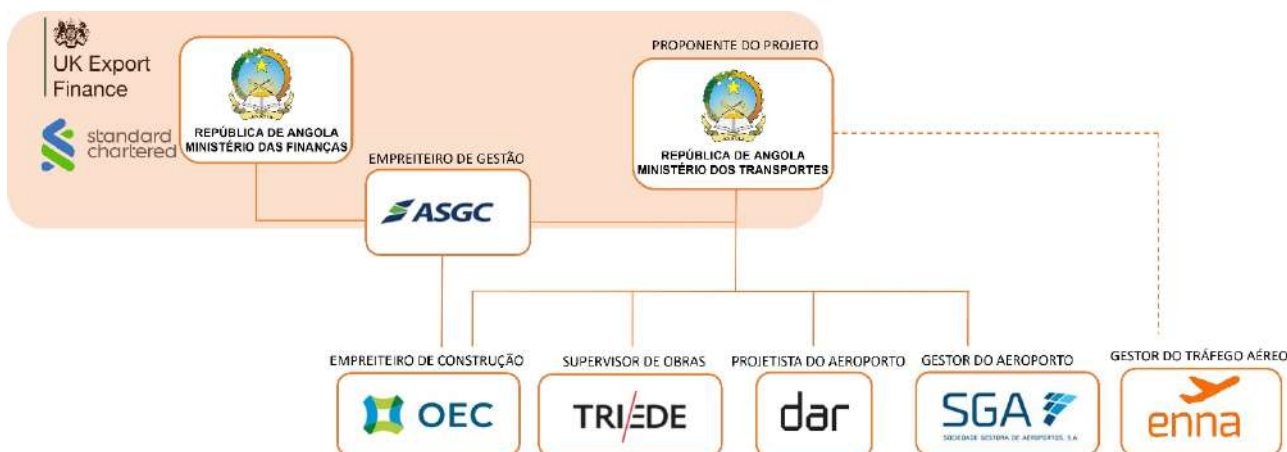 UK Export
Finance
standard
chartered
REPÚBLICA DE ANGOLA
MINISTÉRIO DAS FINANÇAS
PROPONENTE DO PROJETO
REPÚBLICA DE ANGOLA
MINISTÉRIO DOS TRANSPORTES
EMPREITEIRO DE GESTÃO
ASGC
EMPREITEIRO DE CONSTRUÇÃO
OEC
SUPERVISOR DE OBRAS
TRIEDE
PROJETISTA DO AEROPORTO
dar
GESTOR DO AEROPORTO
SGA
SOCIEDADE GESTORA DE AEROPORTOS, S.A.
GESTOR DO TRÁFEGO AÉREO
enna